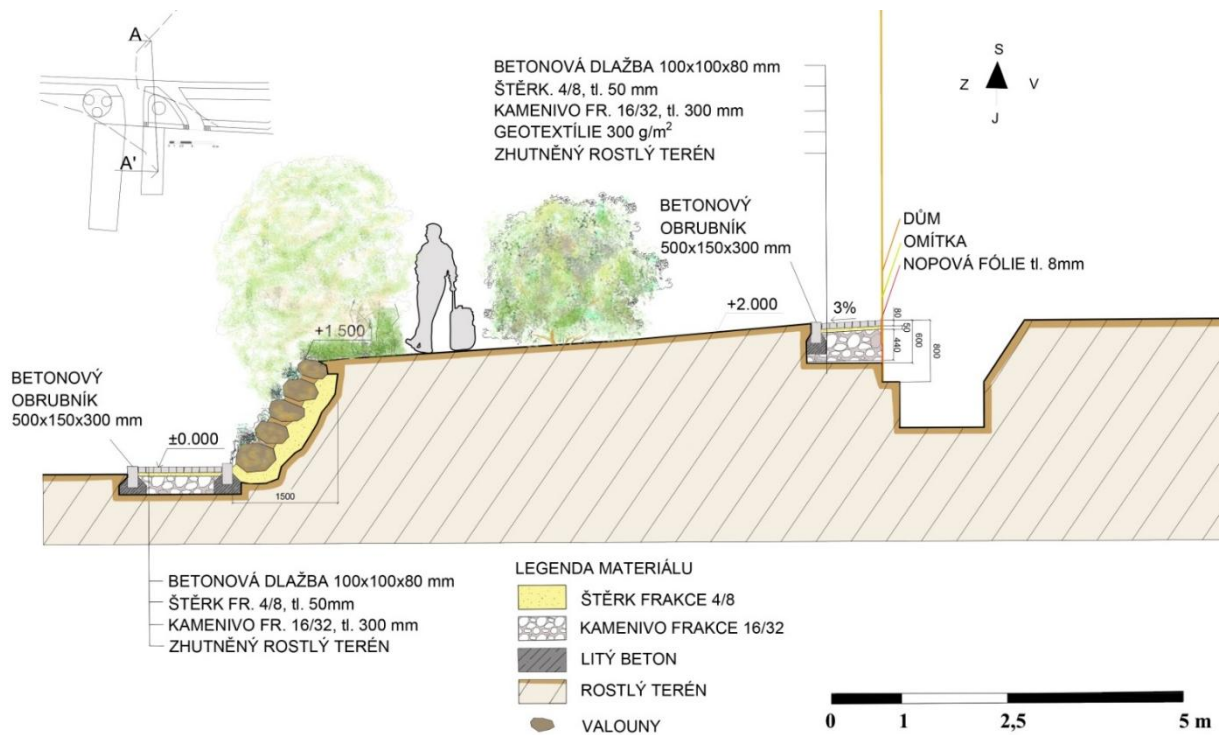 A
A'
BETONOVÁ DLAŽBA 100x100x80 mm
ŠTĚRK. 4/8, tl. 50 mm
KAMENIVO FR. 16/32, tl. 300 mm
GEOTEXTÍLIE 300 g/m²
ZHUTNĚNÝ ROSTLÝ TERÉN
S
Z V
J
BETONOVÝ
OBRUBNÍK
500x150x300 mm
DŮM
OMÍTKA
NOPOVÁ FÓLIE tl. 8mm
+2.000
3%
80
50
440
600
800
+1 500
BETONOVÝ
OBRUBNÍK
500x150x300 mm
±0.000
1500
BETONOVÁ DLAŽBA 100x100x80 mm
ŠTĚRK FR. 4/8, tl. 50mm
KAMENIVO FR. 16/32, tl. 300 mm
ZHUTNĚNÝ ROSTLÝ TERÉN
LEGENDA MATERIÁLU
ŠTĚRK FRAKCE 4/8
KAMENIVO FRAKCE 16/32
LITÝ BETON
ROSTLÝ TERÉN
VALOUNY
0 1 2,5 5 m